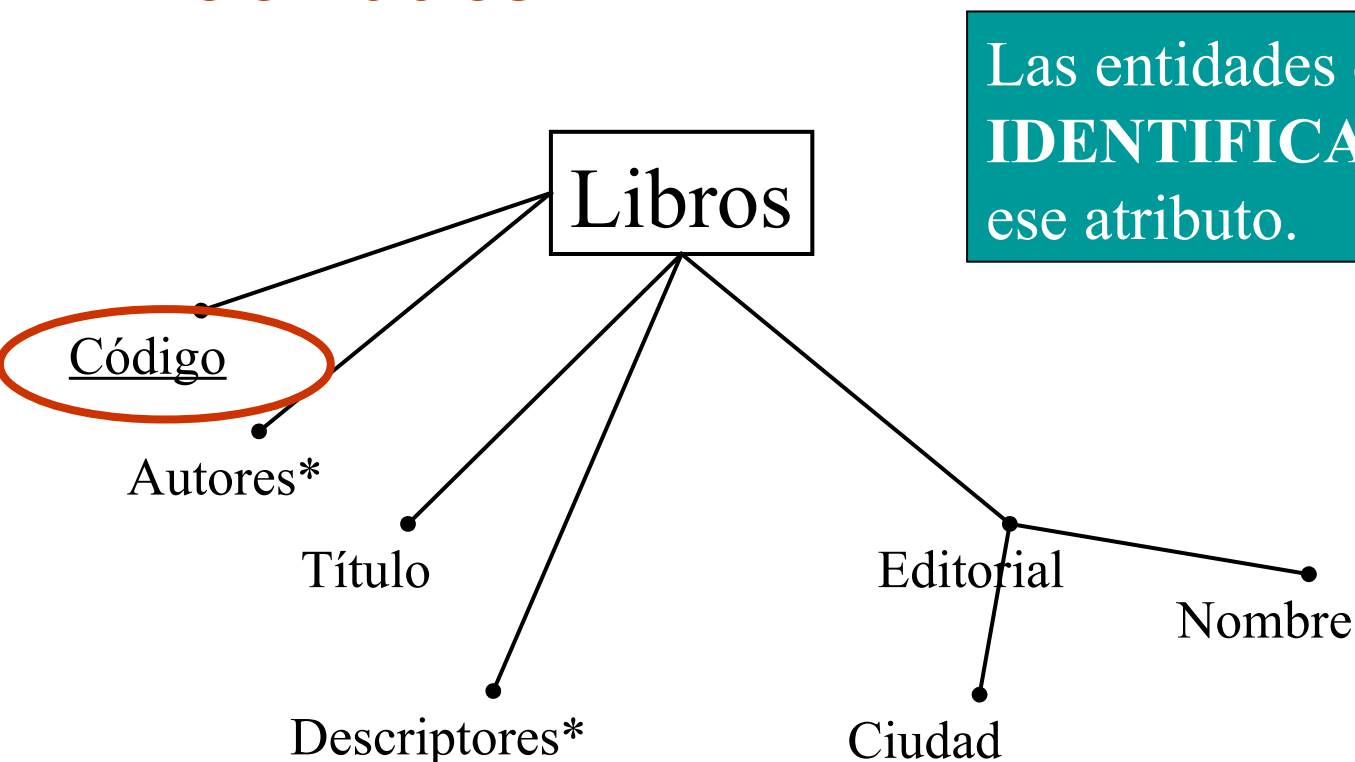 Las entidades
IDENTIFICA
ese atributo.
Libros
Código
Autores*
Título
Editorial
Nombre
Descriptores*
Ciudad